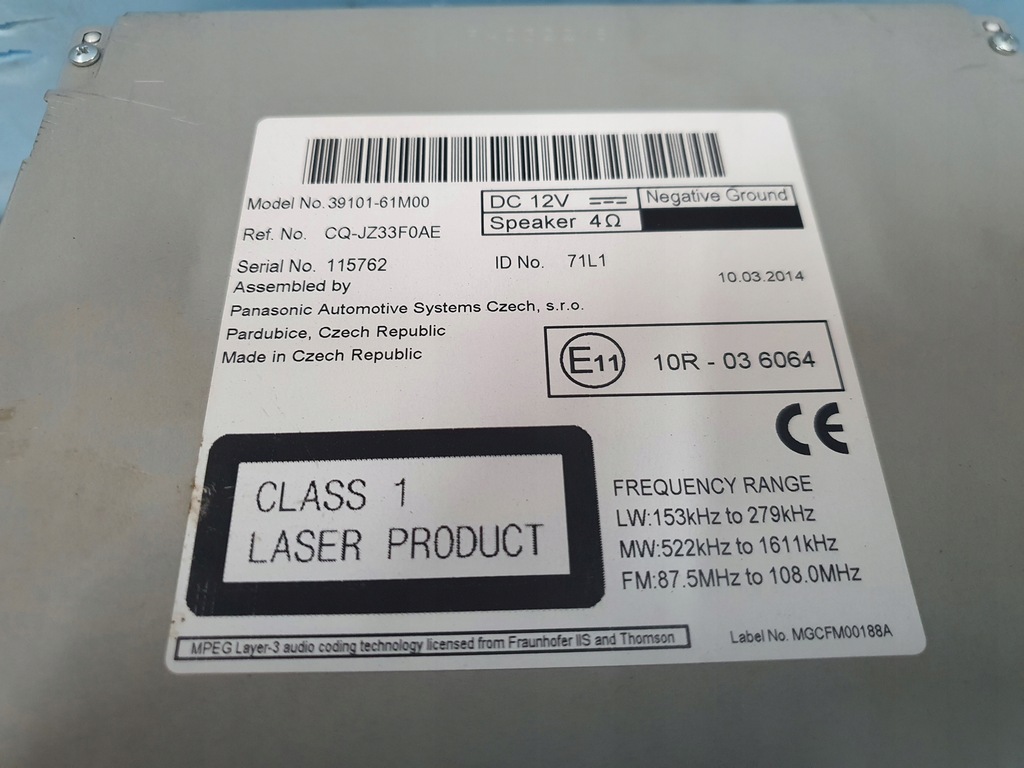 Model No. 39101-61M00
DC 12V
Negative Ground
Speaker 4Ω
Ref. No. CQ-JZ33F0AE
Serial No. 115762
ID No. 71L1
10.03.2014
Assembled by
Panasonic Automotive Systems Czech, s.r.o.
Pardubice, Czech Republic
Made in Czech Republic
E11
10R - 03 6064
CE
CLASS 1
LASER PRODUCT
FREQUENCY RANGE
LW:153kHz to 279kHz
MW:522kHz to 1611kHz
FM:87.5MHz to 108.0MHz
MPEG Layer-3 audio coding technology licensed from Fraunhofer IIS and Thomson
Label No. MGCFM00188A